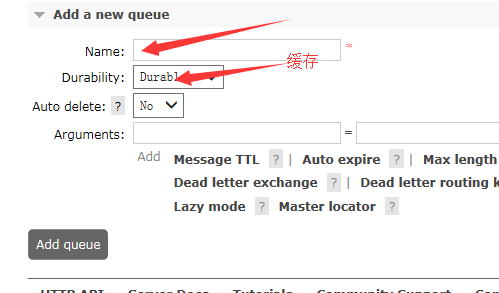 Add a new queue
Name: *
缓存
Durability: Durabl
Auto delete: ? No
Arguments: =
Add Message TTL ? | Auto expire ? | Max length
Dead letter exchange ? | Dead letter routing k
Lazy mode ? Master locator ?
Add queue
HTTP API Server Docs Tutorials Community Support